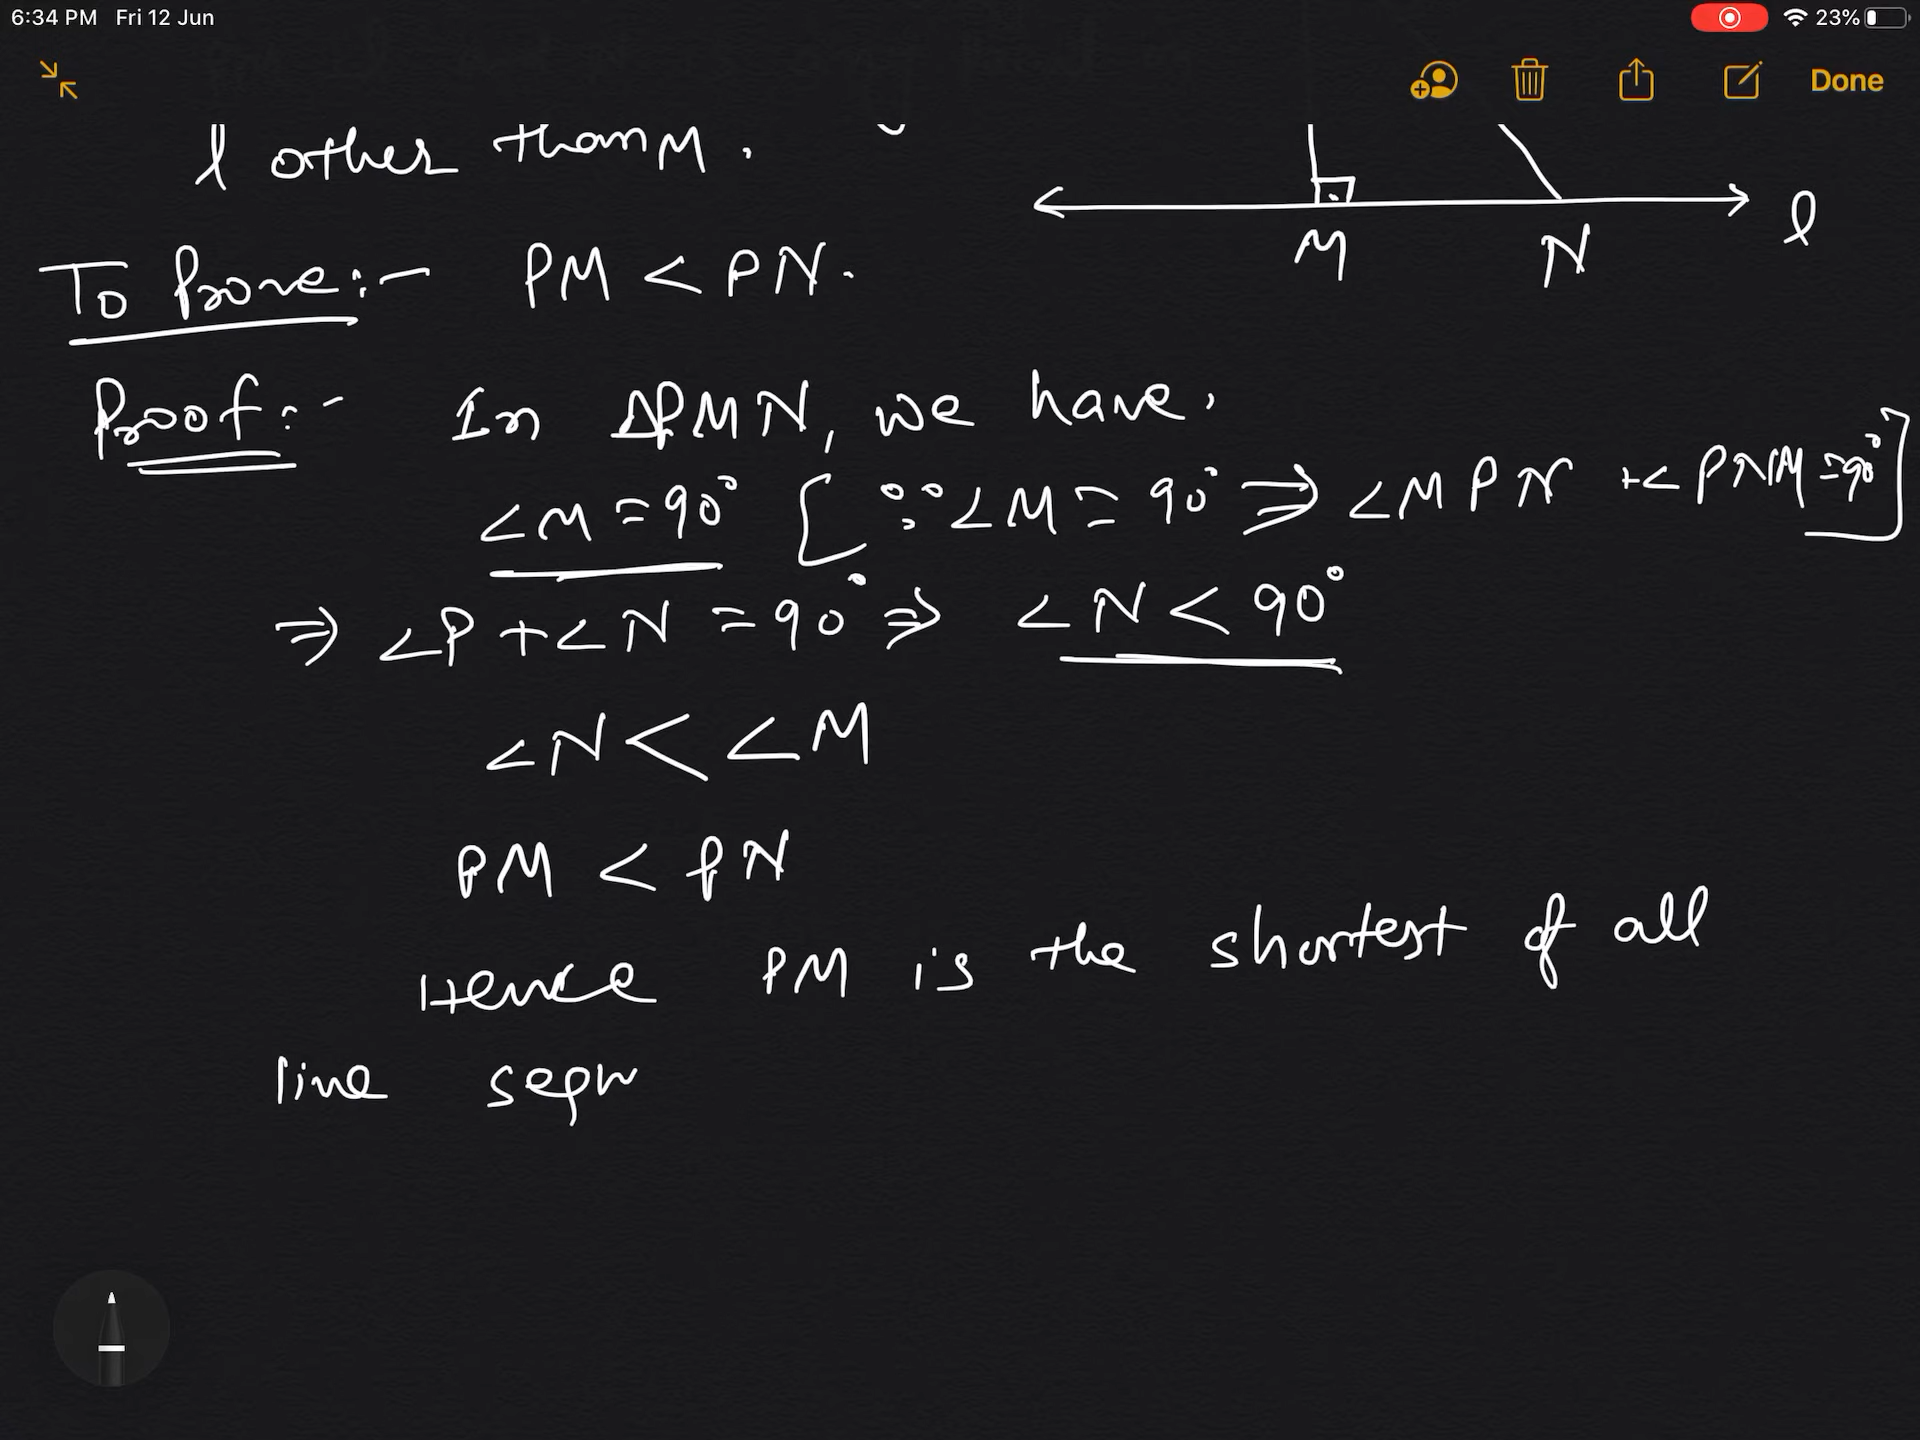 6:34 PM Fri 12 Jun 23%
Done
l other than M.
l
M N
To Prove:- PM < PN.
Proof:- In ΔPMN, we have,
∠M = 90° [∵ ∠M = 90° ⇒ ∠MPN + ∠PNM = 90°]
⇒ ∠P + ∠N = 90° ⇒ ∠N < 90°
∠N < ∠M
PM < PN
Hence PM is the shortest of all
line segm